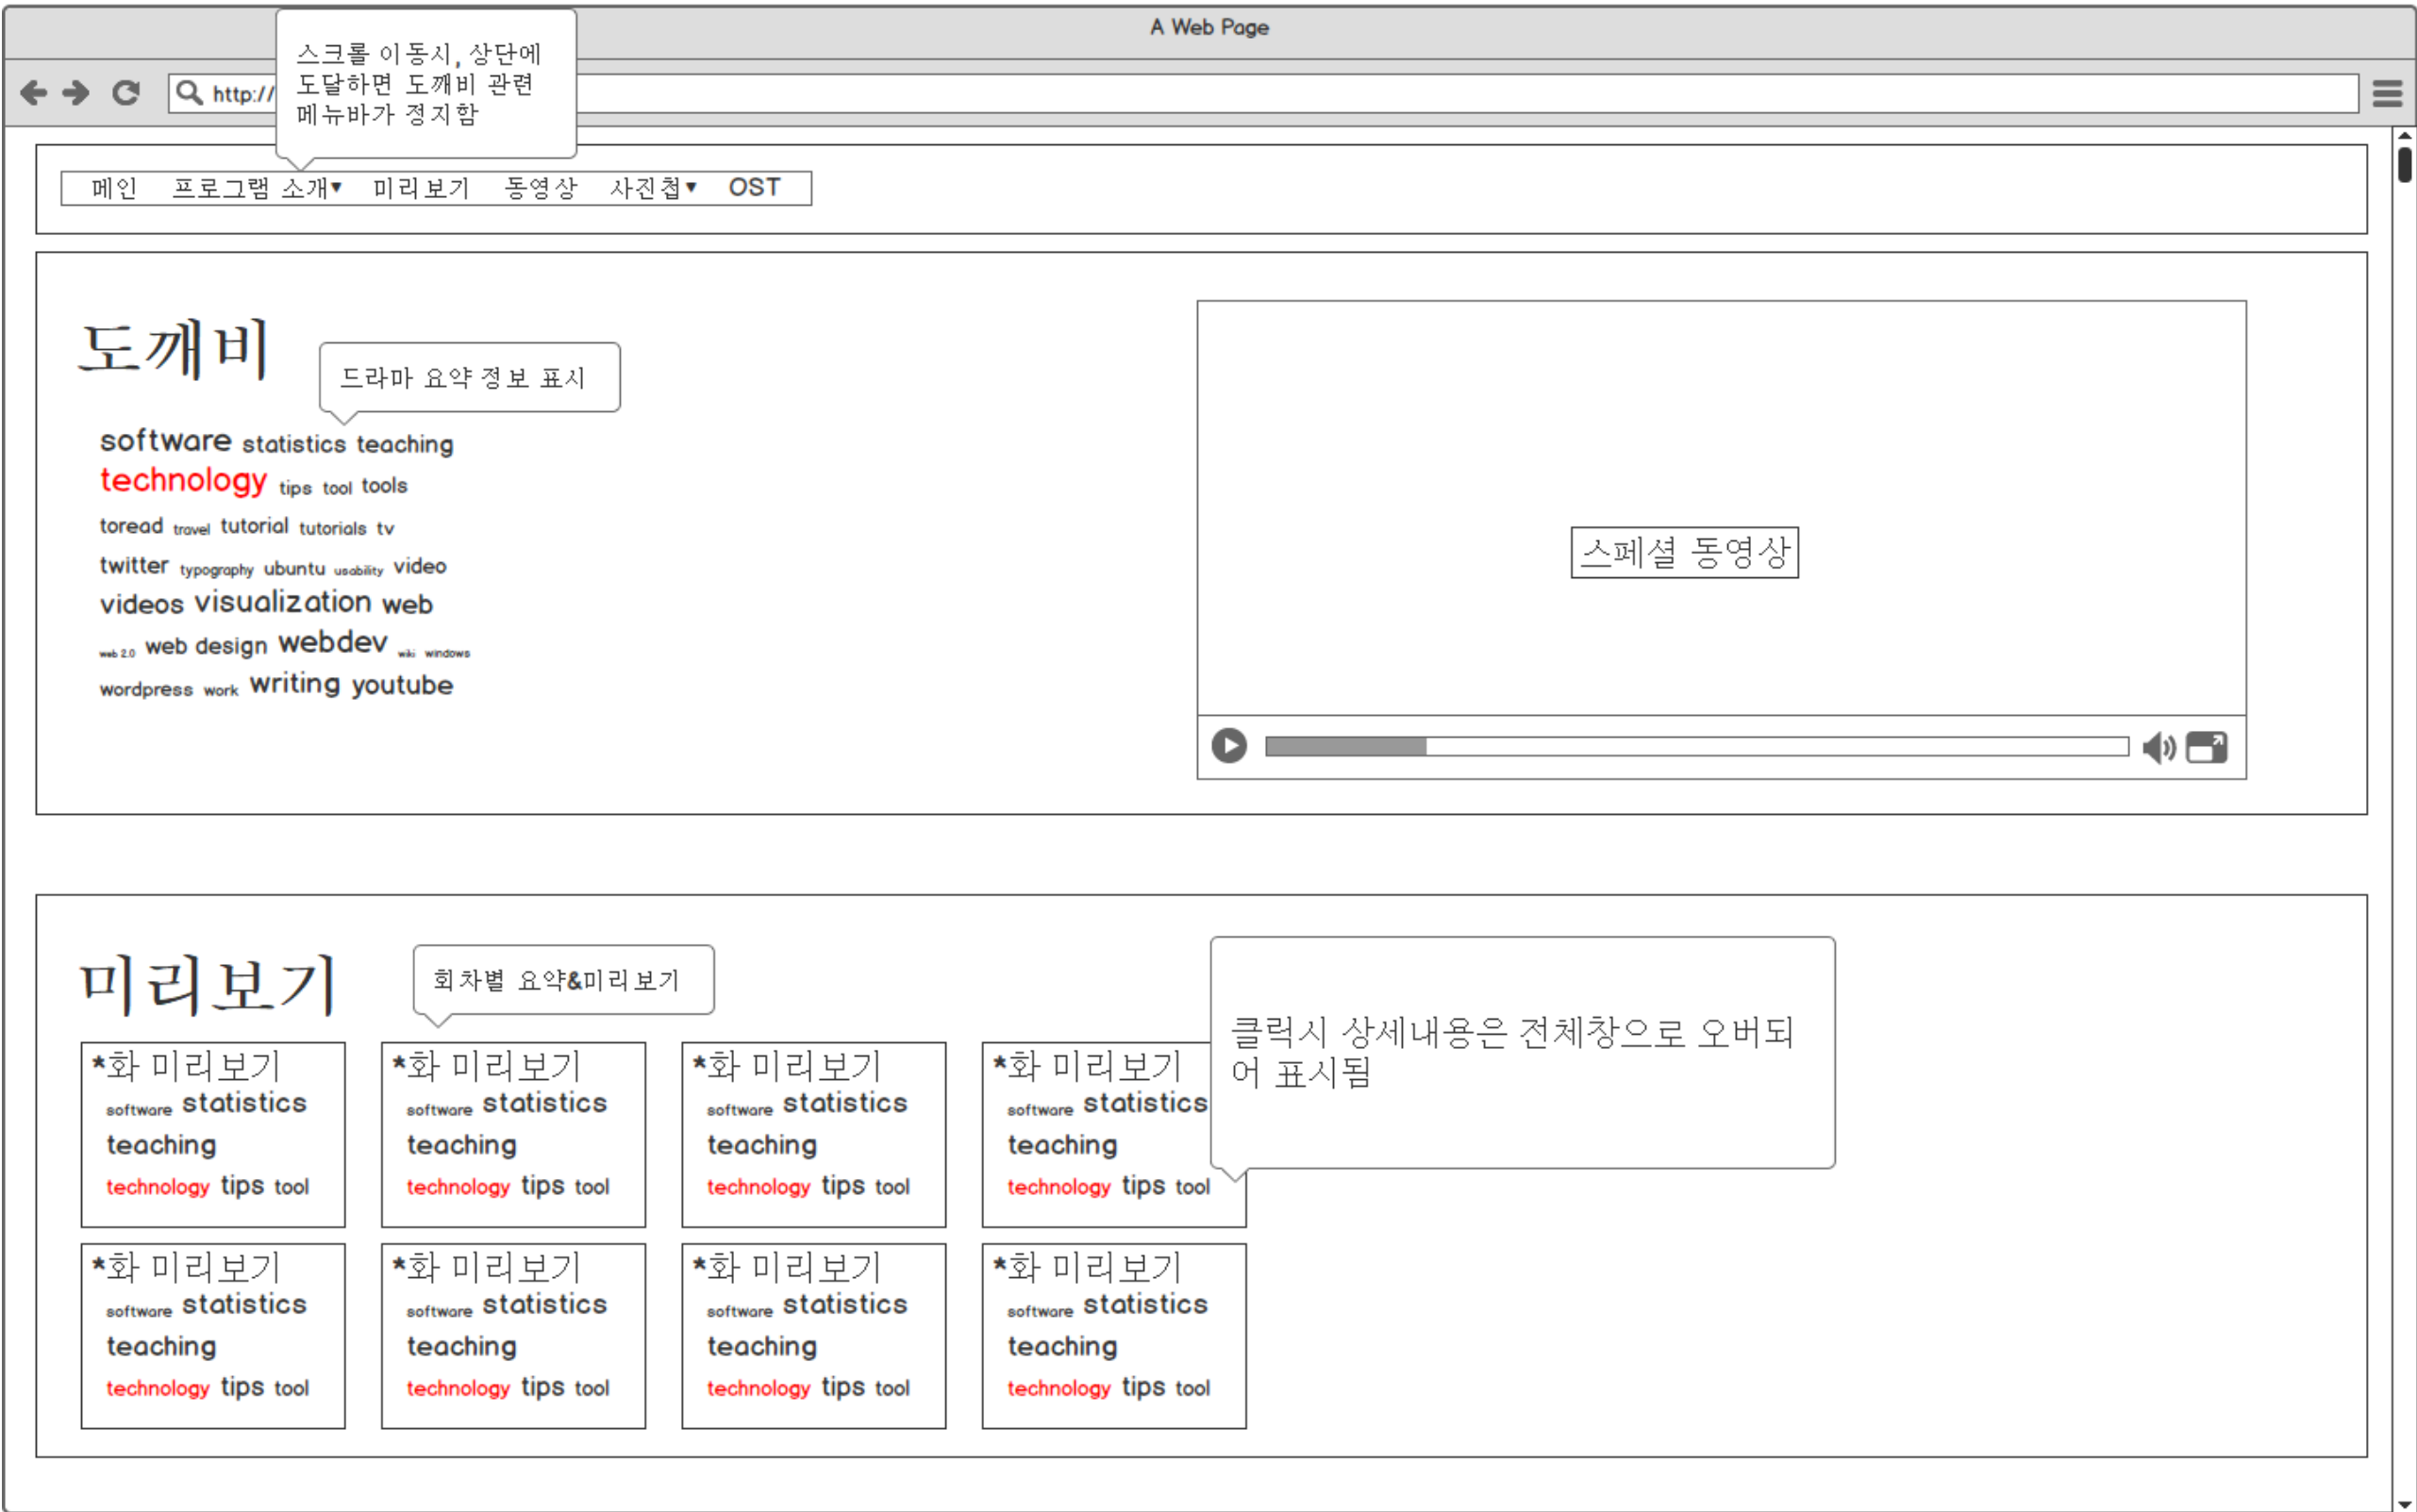 A Web Page
스크롤 이동시, 상단에
도달하면 도깨비 관련
메뉴바가 정지함
http://
메인 프로그램 소개▼ 미리보기 동영상 사진첩▼ OST
도깨비
드라마 요약 정보 표시
software statistics teaching
technology tips tool tools
toread travel tutorial tutorials tv
twitter typography ubuntu usability video
videos visualization web
web 2.0 web design webdev wiki windows
wordpress work writing youtube
스페셜 동영상
미리보기
회차별 요약&미리보기
클릭시 상세내용은 전체창으로 오버되
어 표시됨
*화 미리보기
software statistics
teaching
technology tips tool
*화 미리보기
software statistics
teaching
technology tips tool
*화 미리보기
software statistics
teaching
technology tips tool
*화 미리보기
software statistics
teaching
technology tips tool
*화 미리보기
software statistics
teaching
technology tips tool
*화 미리보기
software statistics
teaching
technology tips tool
*화 미리보기
software statistics
teaching
technology tips tool
*화 미리보기
software statistics
teaching
technology tips tool